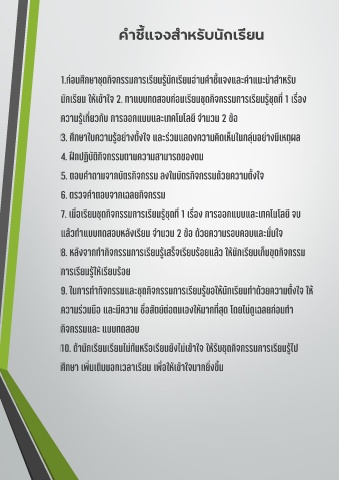 คำชี้แจงสำหรับนักเรียน
1.ก่อนศึกษาชุดกิจกรรมการเรียนรู้นักเรียนอ่านคำชี้แจงและคำแนะนำสำหรับ
นักเรียน ให้เข้าใจ 2. ทาแบบทดสอบก่อนเรียนชุดกิจกรรมการเรียนรู้ชุดที่ 1 เรื่อง
ความรู้เกี่ยวกับ การออกแบบและเทคโนโลยี จำนวน 2 ข้อ
3. ศึกษาใบความรู้อย่างตั้งใจ และร่วมแสดงความคิดเห็นในกลุ่มอย่างมีเหตุผล
4. ฝึกปฏิบัติกิจกรรมตามความสามารถของตน
5. ตอบคำถามจากบัตรกิจกรรม ลงในบัตรกิจกรรมด้วยความตั้งใจ
6. ตรวจคำตอบจากเฉลยกิจกรรม
7. เมื่อเรียนชุดกิจกรรมการเรียนรู้ชุดที่ 1 เรื่อง การออกแบบและเทคโนโลยี จบ
แล้วทำแบบทดสอบหลังเรียน จำนวน 2 ข้อ ด้วยความรอบคอบและมั่นใจ
8. หลังจากทำกิจกรรมการเรียนรู้เสร็จเรียบร้อยแล้ว ให้นักเรียนเก็บชุดกิจกรรม
การเรียนรู้ให้เรียบร้อย
9. ในการทำกิจกรรมและชุดกิจกรรมการเรียนรู้ขอให้นักเรียนทำด้วยความตั้งใจ ให้
ความร่วมมือ และมีความ ซื่อสัตย์ต่อตนเองให้มากที่สุด โดยไม่ดูเฉลยก่อนทำ
กิจกรรมและ แบบทดสอบ
10. ถ้านักเรียนเรียนไม่ทันหรือเรียนยังไม่เข้าใจ ให้รับชุดกิจกรรมการเรียนรู้ไป
ศึกษา เพิ่มเติมนอกเวลาเรียน เพื่อให้เข้าใจมากยิ่งขึ้น